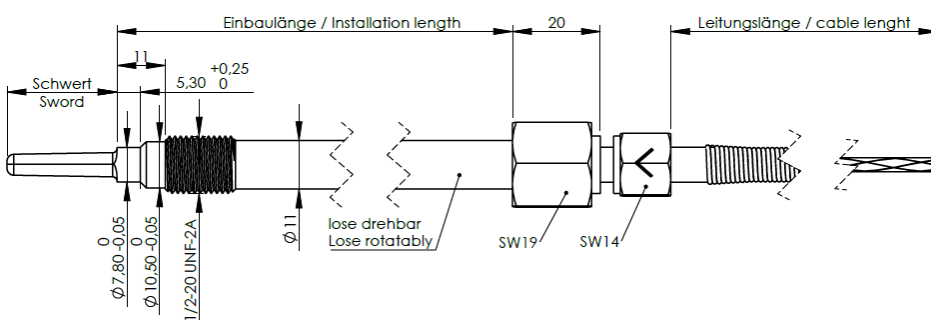 Einbaulänge / Installation length
20
Leitungslänge / cable lenght
11
Schwert
Sword
5,30 +0,25
0
lose drehbar
Lose rotatably
SW19
SW14
Ø11
0
Ø7,80 -0,05
0
Ø10,50 -0,05
1/2-20 UNF-2A